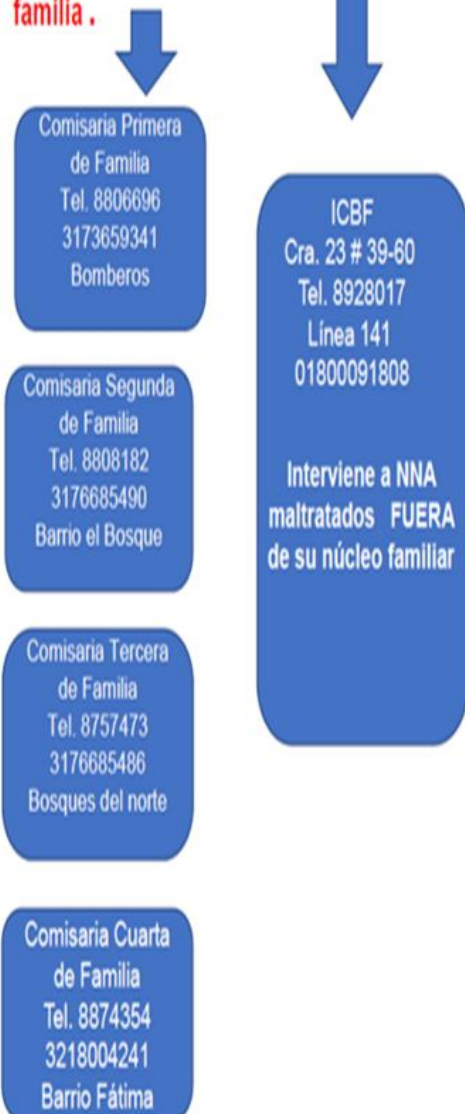 familia .
Comisaria Primera
de Familia
Tel. 8806696
3173659341
Bomberos
Comisaria Segunda
de Familia
Tel. 8808182
3176685490
Barrio el Bosque
Comisaria Tercera
de Familia
Tel. 8757473
3176685486
Bosques del norte
Comisaria Cuarta
de Familia
Tel. 8874354
3218004241
Barrio Fátima
ICBF
Cra. 23 # 39-60
Tel. 8928017
Línea 141
01800091808
Interviene a NNA
maltratados FUERA
de su núcleo familiar